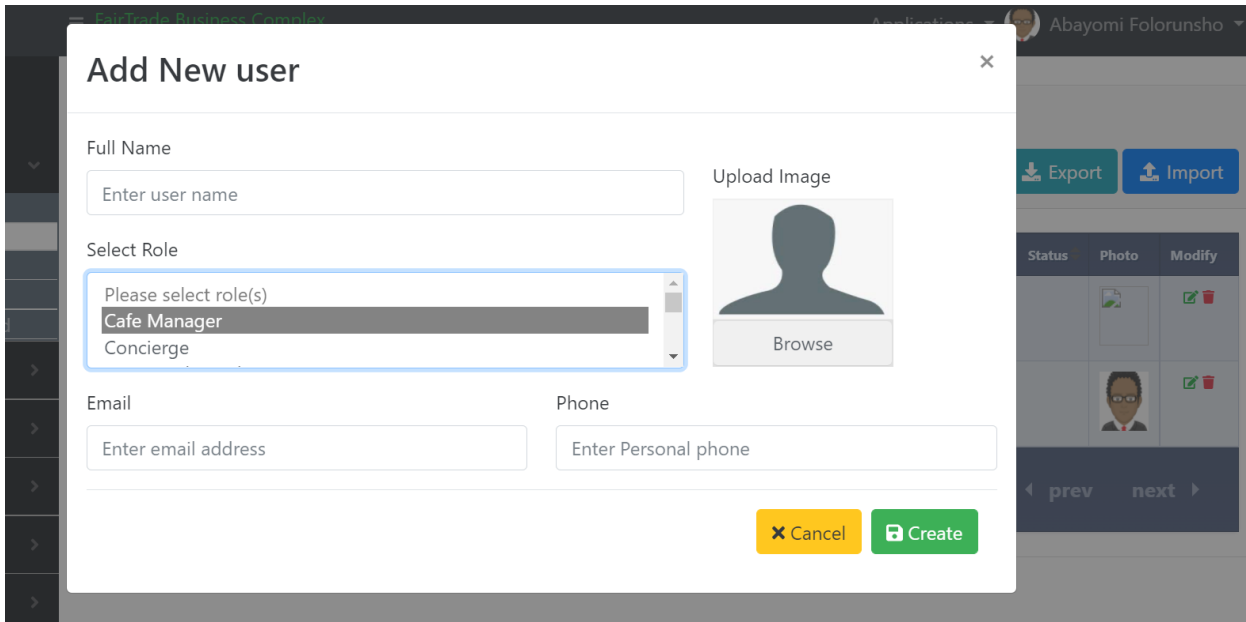 FairTrade Business Complex
Applications
Abayomi Folorunsho
Add New user
×
Full Name
Enter user name
Upload Image
Select Role
Please select role(s)
Cafe Manager
Concierge
Browse
Email
Phone
Enter email address
Enter Personal phone
Cancel
Create
Export
Import
Status
Photo
Modify
prev
next